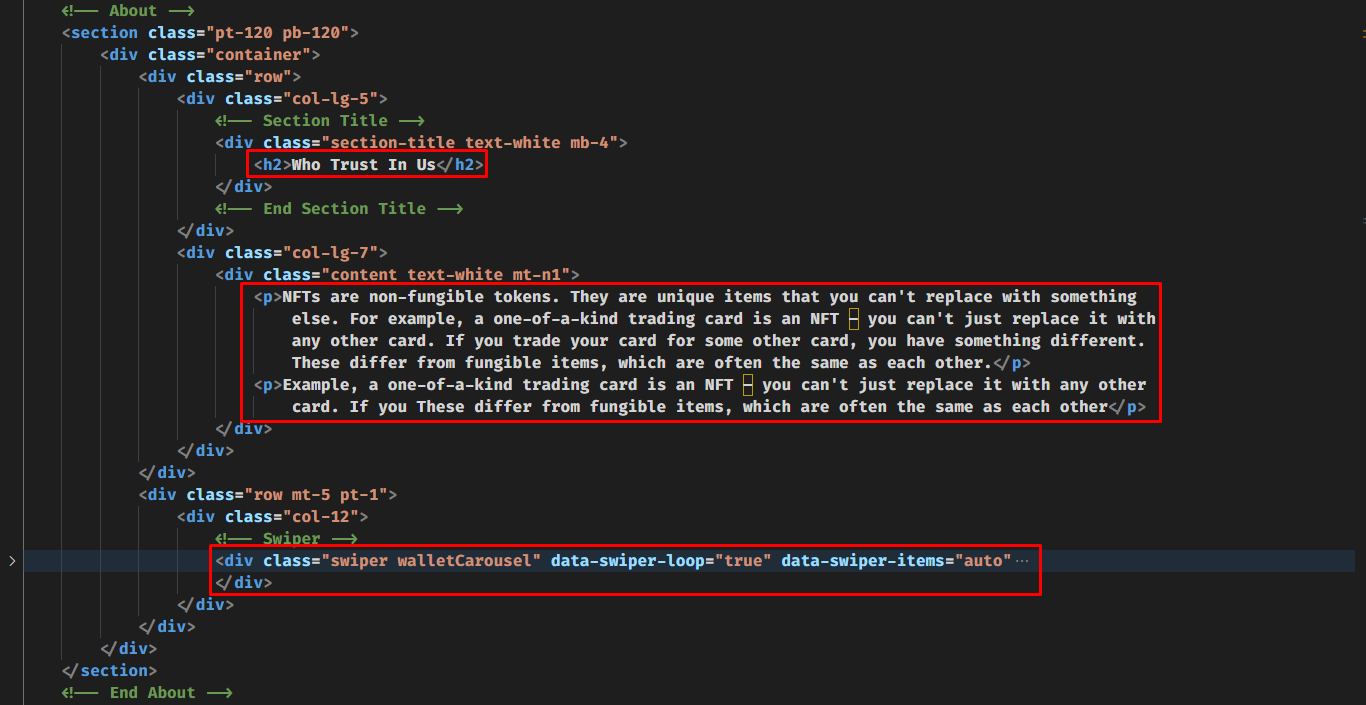 <!-- About -->
<section class="pt-120 pb-120">
<div class="container">
<div class="row">
<div class="col-lg-5">
<!-- Section Title -->
<div class="section-title text-white mb-4">
<h2>Who Trust In Us</h2>
</div>
<!-- End Section Title -->
</div>
<div class="col-lg-7">
<div class="content text-white mt-n1">
<p>NFTs are non-fungible tokens. They are unique items that you can't replace with something
else. For example, a one-of-a-kind trading card is an NFT – you can't just replace it with
any other card. If you trade your card for some other card, you have something different.
These differ from fungible items, which are often the same as each other.</p>
<p>Example, a one-of-a-kind trading card is an NFT – you can't just replace it with any other
card. If you These differ from fungible items, which are often the same as each other</p>
</div>
</div>
</div>
<div class="row mt-5 pt-1">
<div class="col-12">
<!-- Swiper -->
<div class="swiper walletCarousel" data-swiper-loop="true" data-swiper-items="auto"···
</div>
</div>
</div>
</div>
</section>
<!-- End About -->